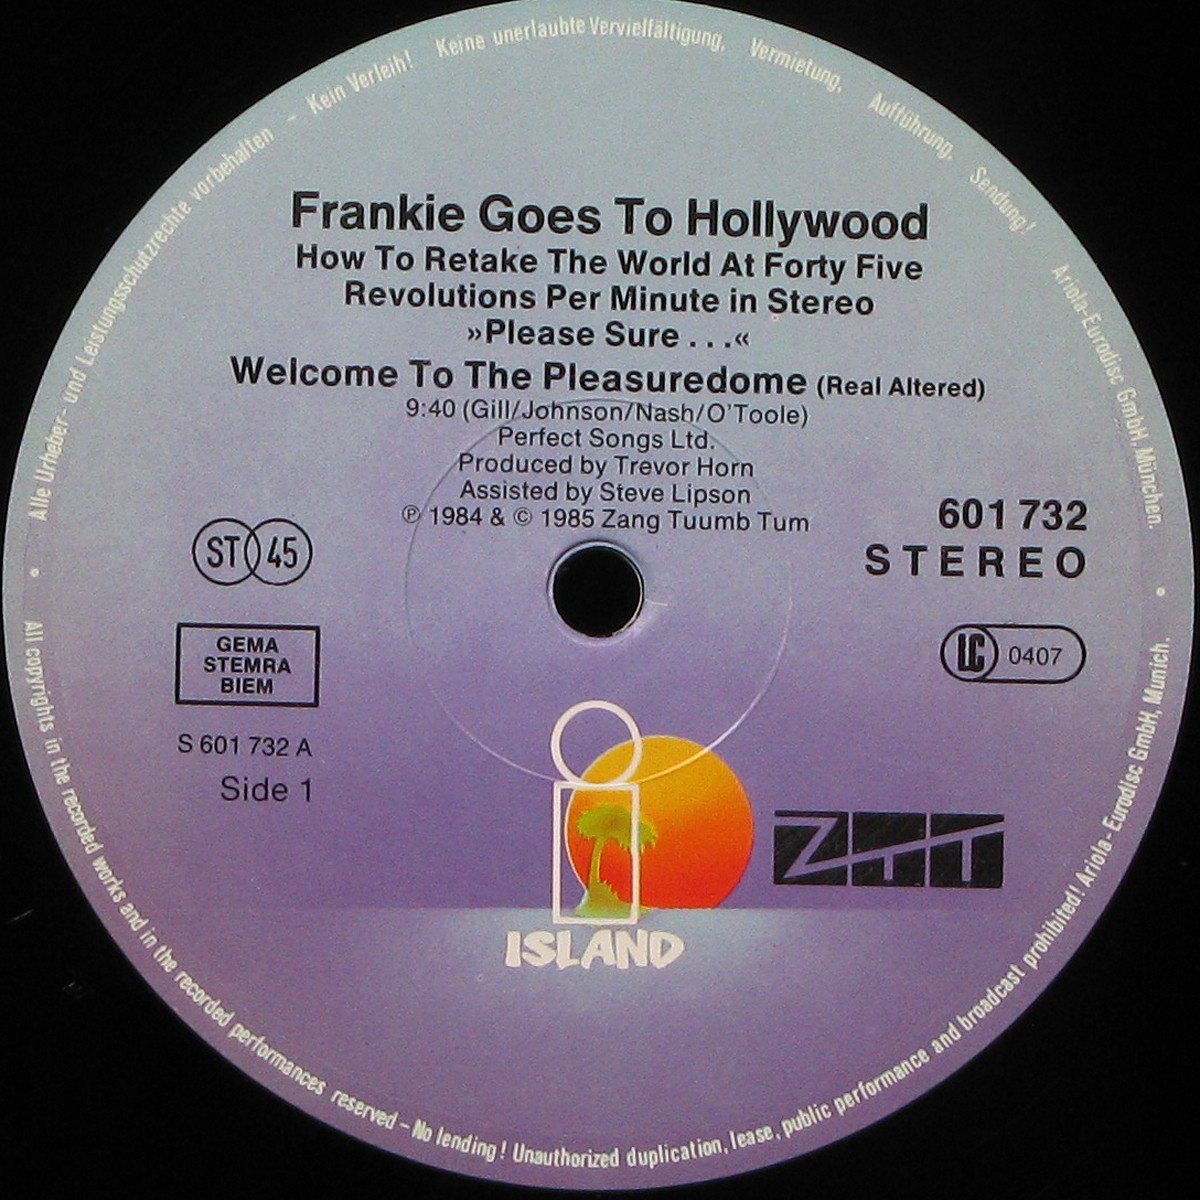 Alle Urheber- und Leistungsschutzrechte vorbehalten – Kein Verleih! Keine unerlaubte Vervielfältigung, Vermietung, Aufführung, Sendung! Ariola-Eurodisc GmbH, München.
Frankie Goes To Hollywood
How To Retake The World At Forty Five
Revolutions Per Minute in Stereo
»Please Sure . . .«
Welcome To The Pleasuredome (Real Altered)
9:40 (Gill/Johnson/Nash/O'Toole)
Perfect Songs Ltd.
Produced by Trevor Horn
Assisted by Steve Lipson
℗ 1984 & © 1985 Zang Tuumb Tum
601 732
STEREO
ST 45
GEMA
STEMRA
BIEM
LC 0407
S 601 732 A
Side 1
ZTT
ISLAND
All copyrights in the recorded works and in the recorded performances reserved – No lending! Unauthorized duplication, lease, public performance and broadcast prohibited! Ariola-Eurodisc GmbH, Munich.